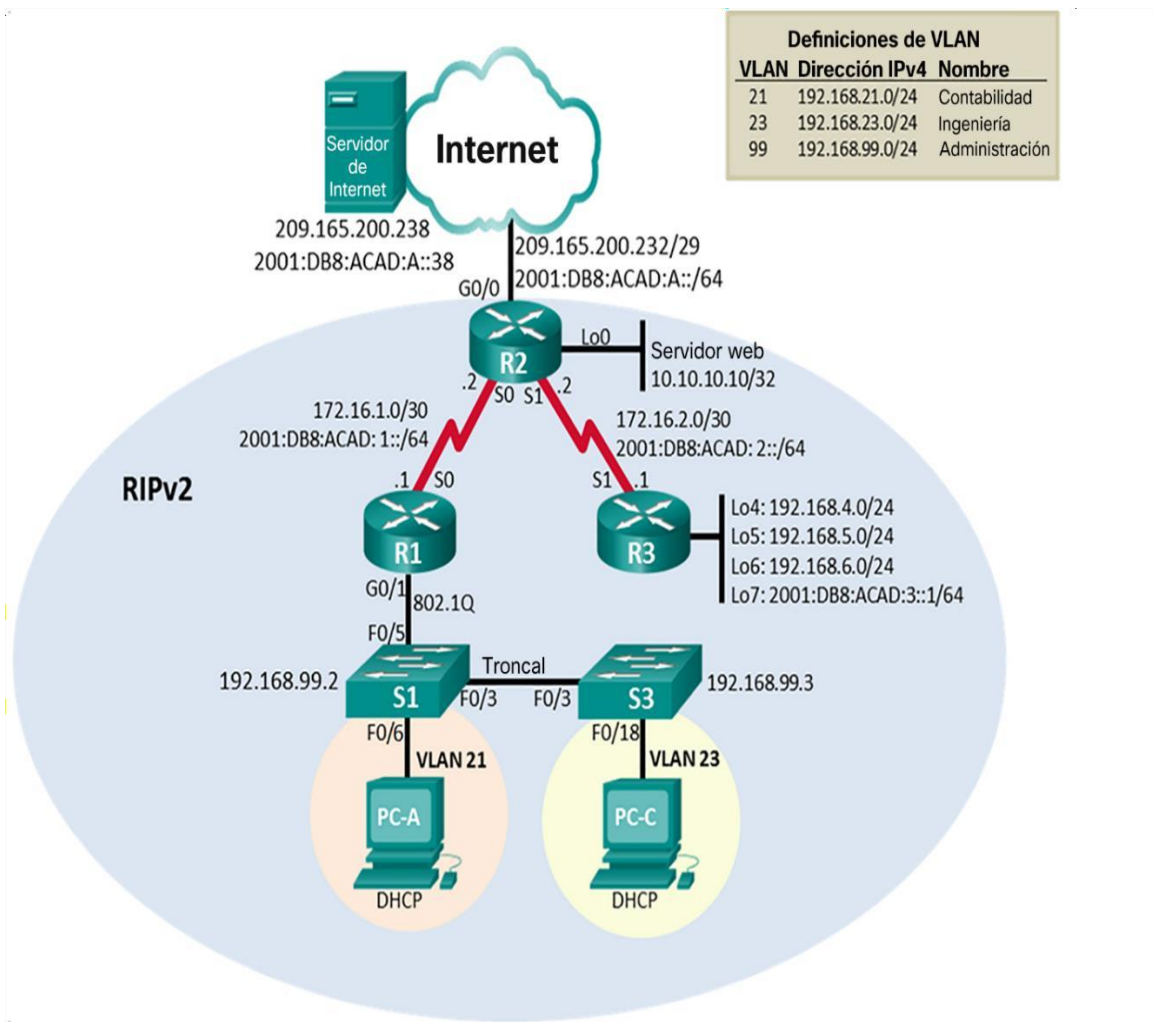 Definiciones de VLAN
VLAN Dirección IPv4 Nombre
21 192.168.21.0/24 Contabilidad
23 192.168.23.0/24 Ingeniería
99 192.168.99.0/24 Administración
Servidor
de
Internet
Internet
209.165.200.238
2001:DB8:ACAD:A::38
209.165.200.232/29
2001:DB8:ACAD:A::/64
G0/0
R2
Lo0
Servidor web
10.10.10.10/32
.2 S0 S1 .2
172.16.1.0/30
2001:DB8:ACAD: 1::/64
172.16.2.0/30
2001:DB8:ACAD: 2::/64
RIPv2
.1 S0
S1 .1
R1
R3
Lo4: 192.168.4.0/24
Lo5: 192.168.5.0/24
Lo6: 192.168.6.0/24
Lo7: 2001:DB8:ACAD:3::1/64
G0/1
802.1Q
F0/5
192.168.99.2
S1
Troncal
F0/3 F0/3
S3
192.168.99.3
F0/6
VLAN 21
F0/18
VLAN 23
PC-A
PC-C
DHCP
DHCP